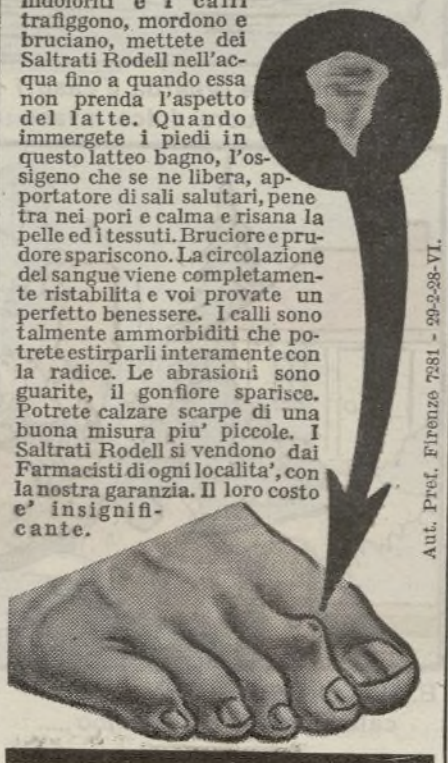 indoloriti e i calli
trafiggono, mordono e
bruciano, mettete dei
Saltrati Rodell nell'ac-
qua fino a quando essa
non prenda l'aspetto
del latte. Quando
immergete i piedi in
questo latteo bagno, l'os-
sigeno che se ne libera, ap-
portatore di sali salutari, pene
tra nei pori e calma e risana la
pelle ed i tessuti. Bruciore e pru-
dore spariscono. La circolazione
del sangue viene completamen-
te ristabilita e voi provate un
perfetto benessere. I calli sono
talmente ammorbiditi che po-
trete estirparli interamente con
la radice. Le abrasioni sono
guarite, il gonfiore sparisce.
Potrete calzare scarpe di una
buona misura piu' piccole. I
Saltrati Rodell si vendono dai
Farmacisti di ogni localita', con
la nostra garanzia. Il loro costo
e' insignifi-
cante.
Aut. Pref. Firenze 7281 - 29-2-28-VI.